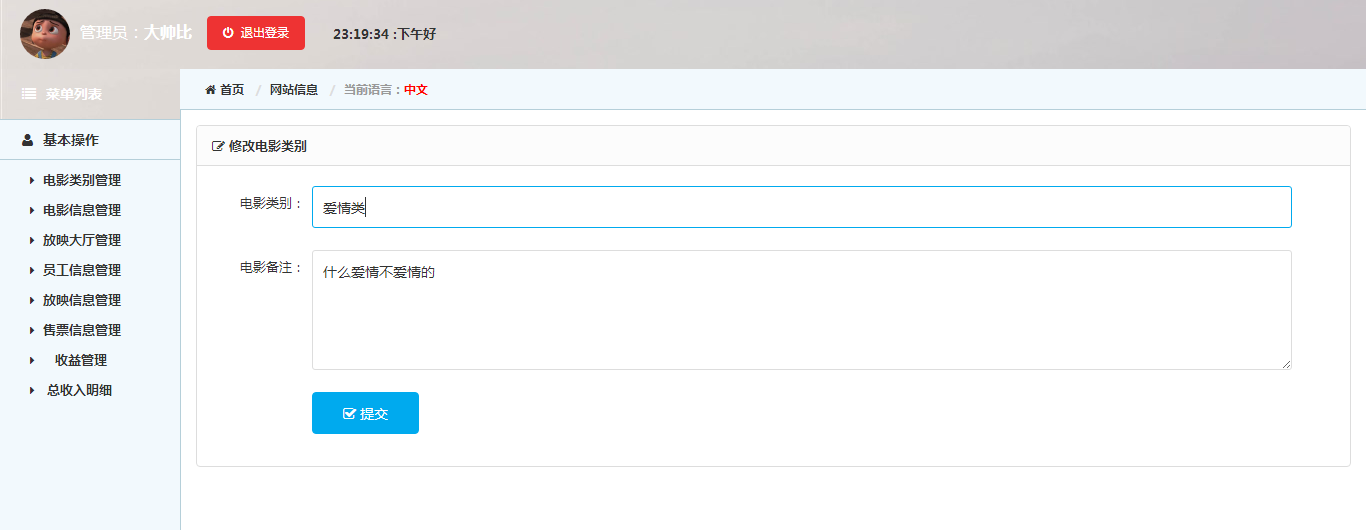 管理员：大帅比 退出登录 23:19:34 :下午好
菜单列表
首页 / 网站信息 / 当前语言：中文
基本操作
电影类别管理
电影信息管理
放映大厅管理
员工信息管理
放映信息管理
售票信息管理
收益管理
总收入明细
修改电影类别
电影类别： 爱情类
电影备注： 什么爱情不爱情的
提交